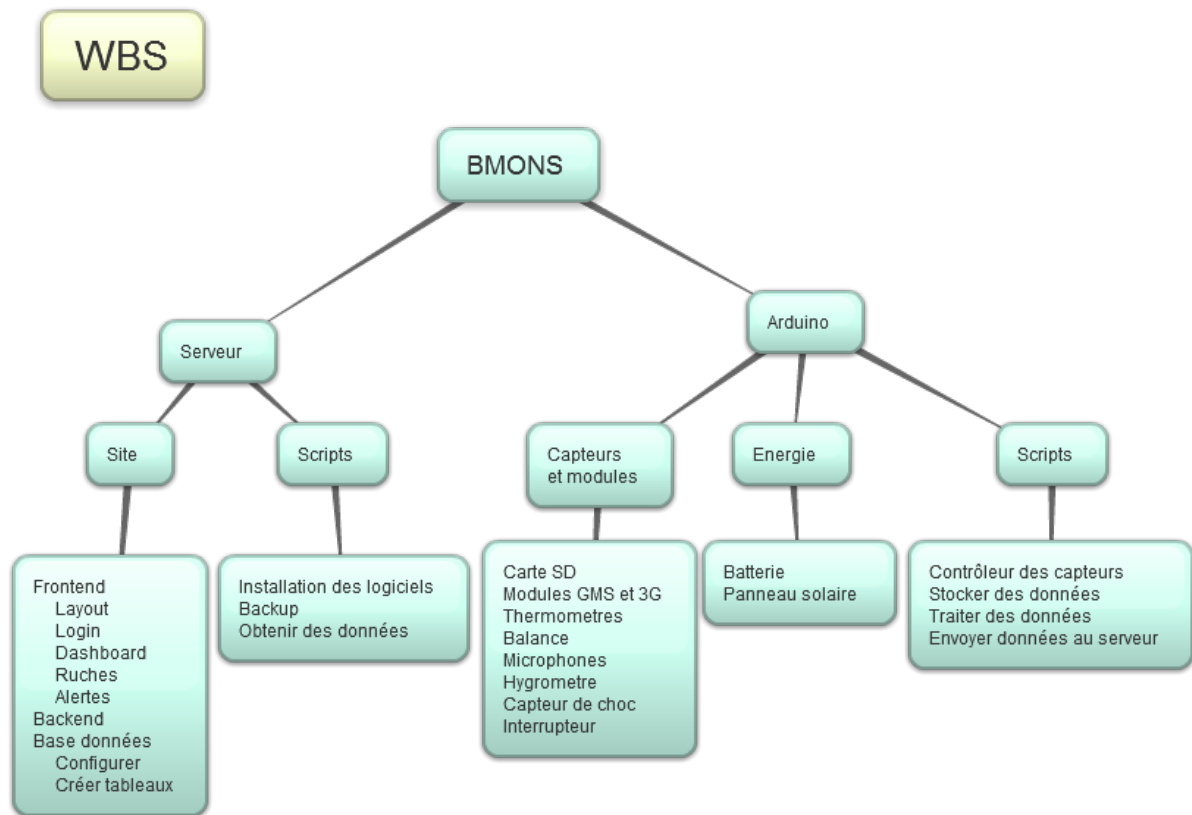 WBS
BMONS
Serveur
Arduino
Site
Scripts
Capteurs
et modules
Energie
Scripts
Frontend
Layout
Login
Dashboard
Ruches
Alertes
Backend
Base données
Configurer
Créer tableaux
Installation des logiciels
Backup
Obtenir des données
Carte SD
Modules GMS et 3G
Thermometres
Balance
Microphones
Hygrometre
Capteur de choc
Interrupteur
Batterie
Panneau solaire
Contrôleur des capteurs
Stocker des données
Traiter des données
Envoyer données au serveur